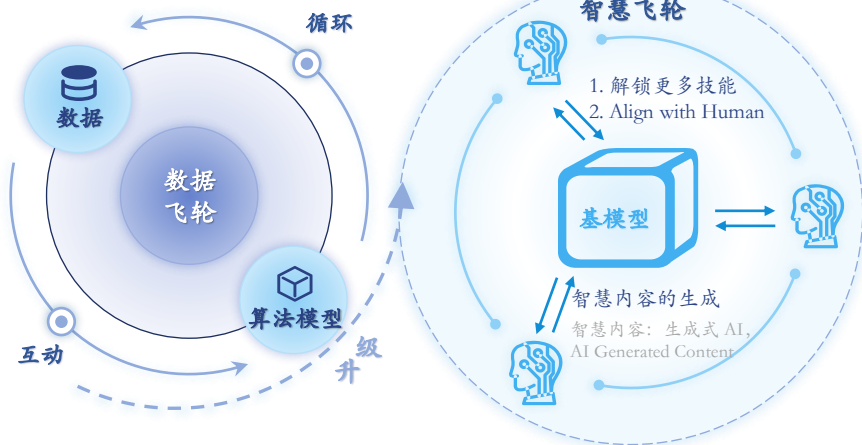 循环
数据
数据
飞轮
算法模型
互动
升级
智慧飞轮
1. 解锁更多技能
2. Align with Human
基模型
智慧内容的生成
智慧内容：生成式 AI，
AI Generated Content